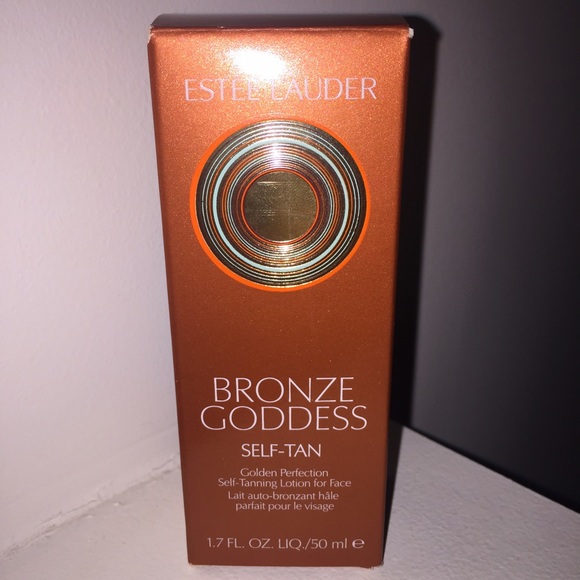 ESTEE LAUDER
BRONZE
GODDESS
SELF-TAN
Golden Perfection
Self-Tanning Lotion for Face
Lait auto-bronzant hâle
parfait pour le visage
1.7 FL. OZ. LIQ./50 ml ℮